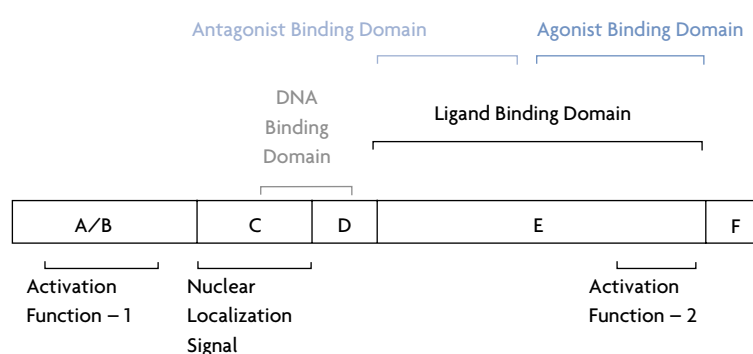 Antagonist Binding Domain
Agonist Binding Domain
DNA
Binding
Domain
Ligand Binding Domain
A/B
C
D
E
F
Activation
Function – 1
Nuclear
Localization
Signal
Activation
Function – 2